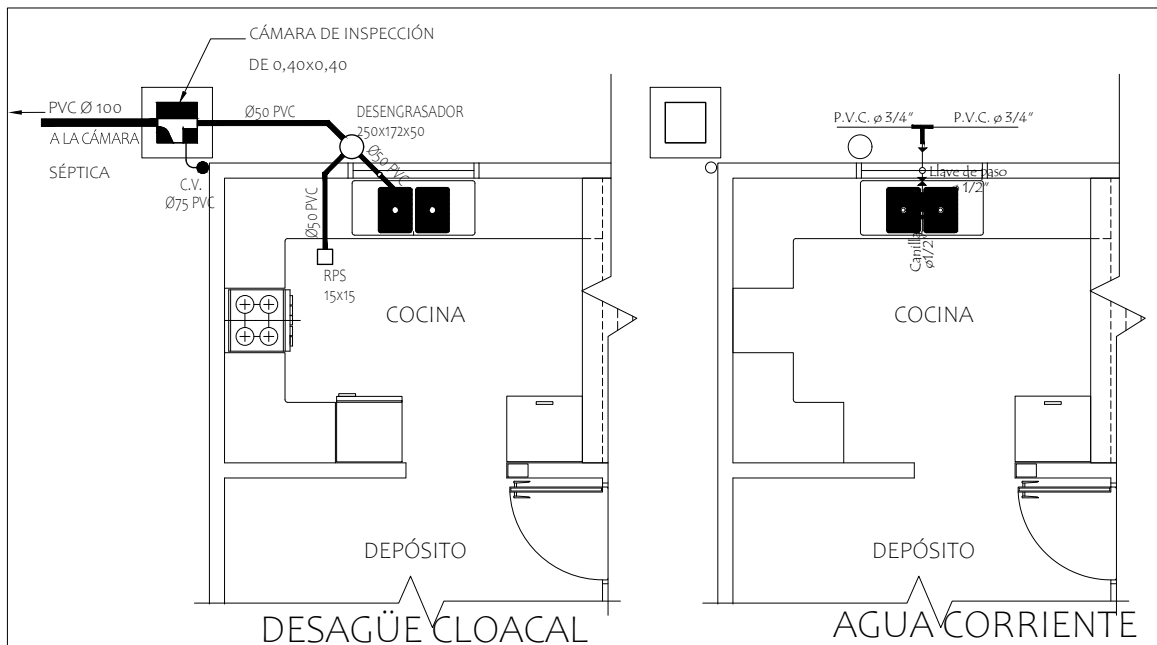 CÁMARA DE INSPECCIÓN
DE 0,40x0,40
PVC Ø 100
A LA CÁMARA
SÉPTICA
Ø50 PVC
DESENGRASADOR
250x172x50
Ø50 PVC
C.V.
Ø75 PVC
Ø50 PVC
RPS
15x15
COCINA
DEPÓSITO
DESAGÜE CLOACAL
P.V.C. ø 3/4"
P.V.C. ø 3/4"
Llave de paso
ø 1/2"
Canilla
ø1/2
COCINA
DEPÓSITO
AGUA CORRIENTE